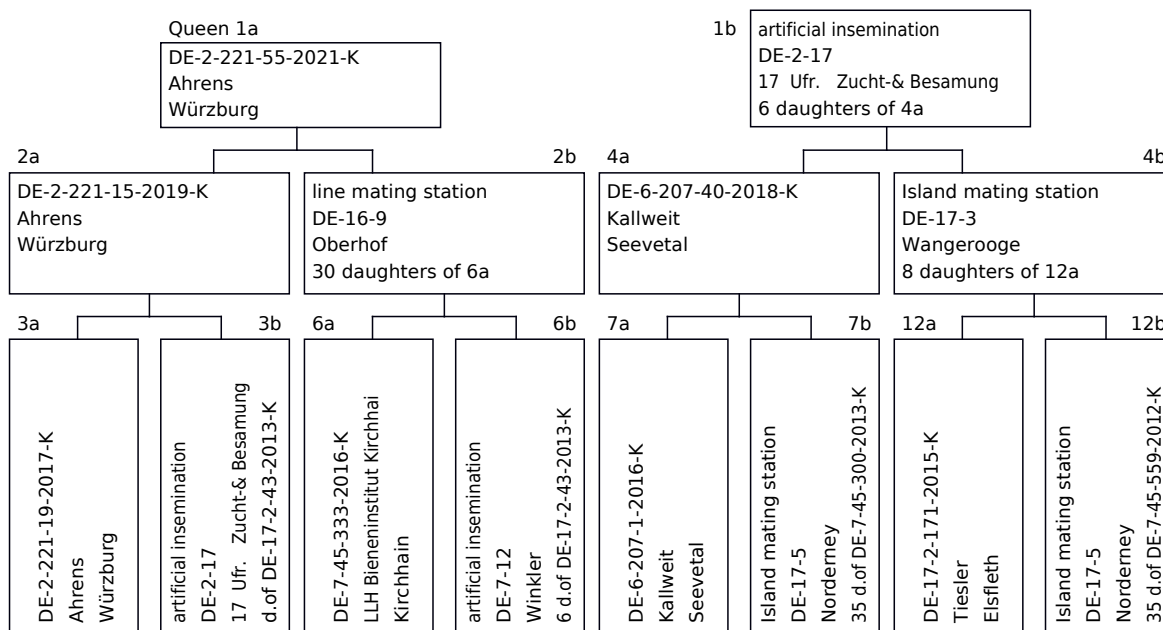 Queen 1a
DE-2-221-55-2021-K
Ahrens
Würzburg
1b
artificial insemination
DE-2-17
17 Ufr. Zucht-& Besamung
6 daughters of 4a
2a
DE-2-221-15-2019-K
Ahrens
Würzburg
2b
line mating station
DE-16-9
Oberhof
30 daughters of 6a
4a
DE-6-207-40-2018-K
Kallweit
Seevetal
4b
Island mating station
DE-17-3
Wangerooge
8 daughters of 12a
3a
DE-2-221-19-2017-K
Ahrens
Würzburg
3b
artificial insemination
DE-2-17
17 Ufr. Zucht-& Besamung
d.of DE-17-2-43-2013-K
6a
DE-7-45-333-2016-K
LLH Bieneninstitut Kirchhai
Kirchhain
6b
artificial insemination
DE-7-12
Winkler
6 d.of DE-17-2-43-2013-K
7a
DE-6-207-1-2016-K
Kallweit
Seevetal
7b
Island mating station
DE-17-5
Norderney
35 d.of DE-7-45-300-2013-K
12a
DE-17-2-171-2015-K
Tiesler
Elsfleth
12b
Island mating station
DE-17-5
Norderney
35 d.of DE-7-45-559-2012-K